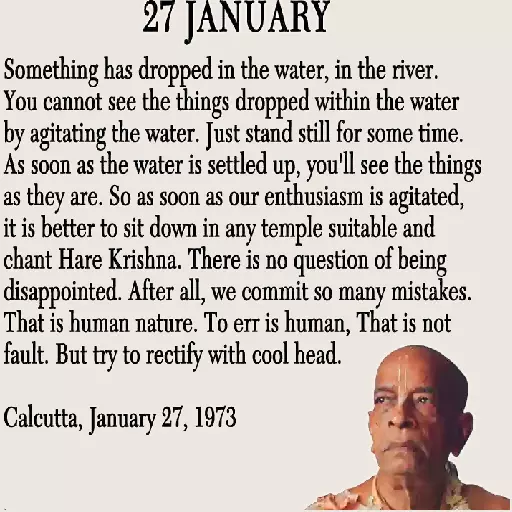 27 JANUARY
Something has dropped in the water, in the river.
You cannot see the things dropped within the water
by agitating the water. Just stand still for some time.
As soon as the water is settled up, you'll see the things
as they are. So as soon as our enthusiasm is agitated,
it is better to sit down in any temple suitable and
chant Hare Krishna. There is no question of being
disappointed. After all, we commit so many mistakes.
That is human nature. To err is human, That is not
fault. But try to rectify with cool head.
Calcutta, January 27, 1973